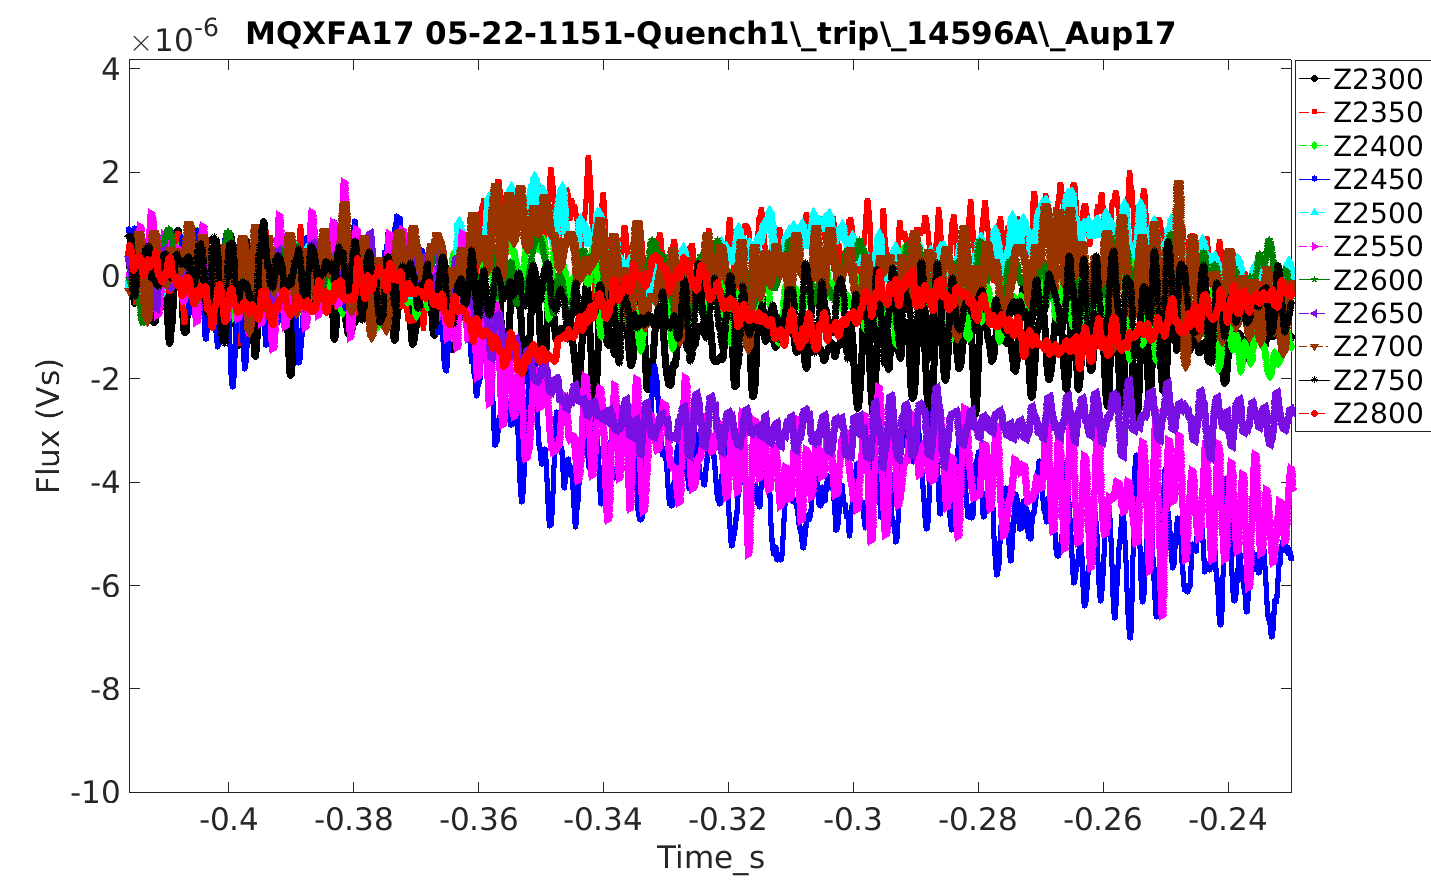 MQXFA17 05-22-1151-Quench1\_trip\_14596A\_Aup17
×10-6
4
2
0
-2
-4
-6
-8
-10
Flux (Vs)
-0.4 -0.38 -0.36 -0.34 -0.32 -0.3 -0.28 -0.26 -0.24
Time_s
Z2300
Z2350
Z2400
Z2450
Z2500
Z2550
Z2600
Z2650
Z2700
Z2750
Z2800